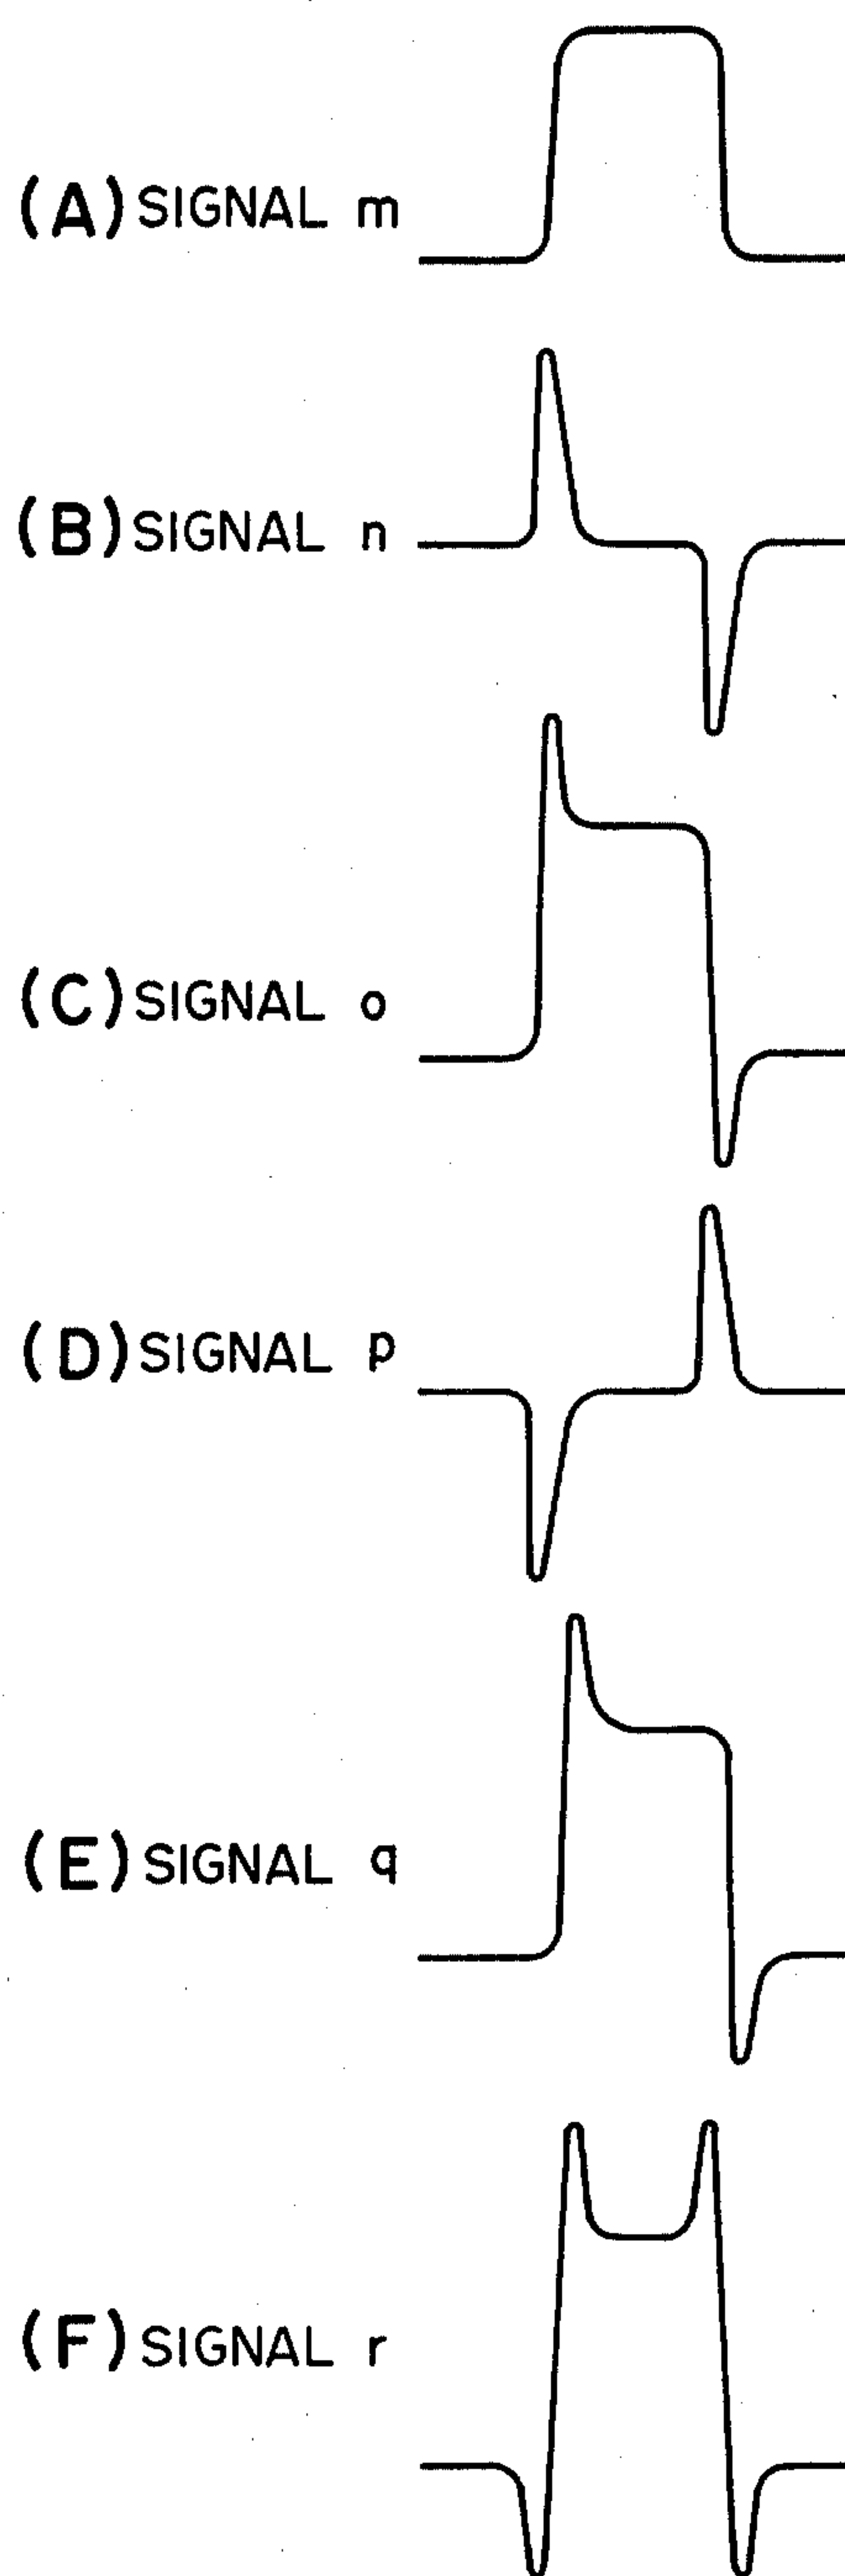 (A) SIGNAL m
(B) SIGNAL n
(C) SIGNAL o
(D) SIGNAL p
(E) SIGNAL q
(F) SIGNAL r